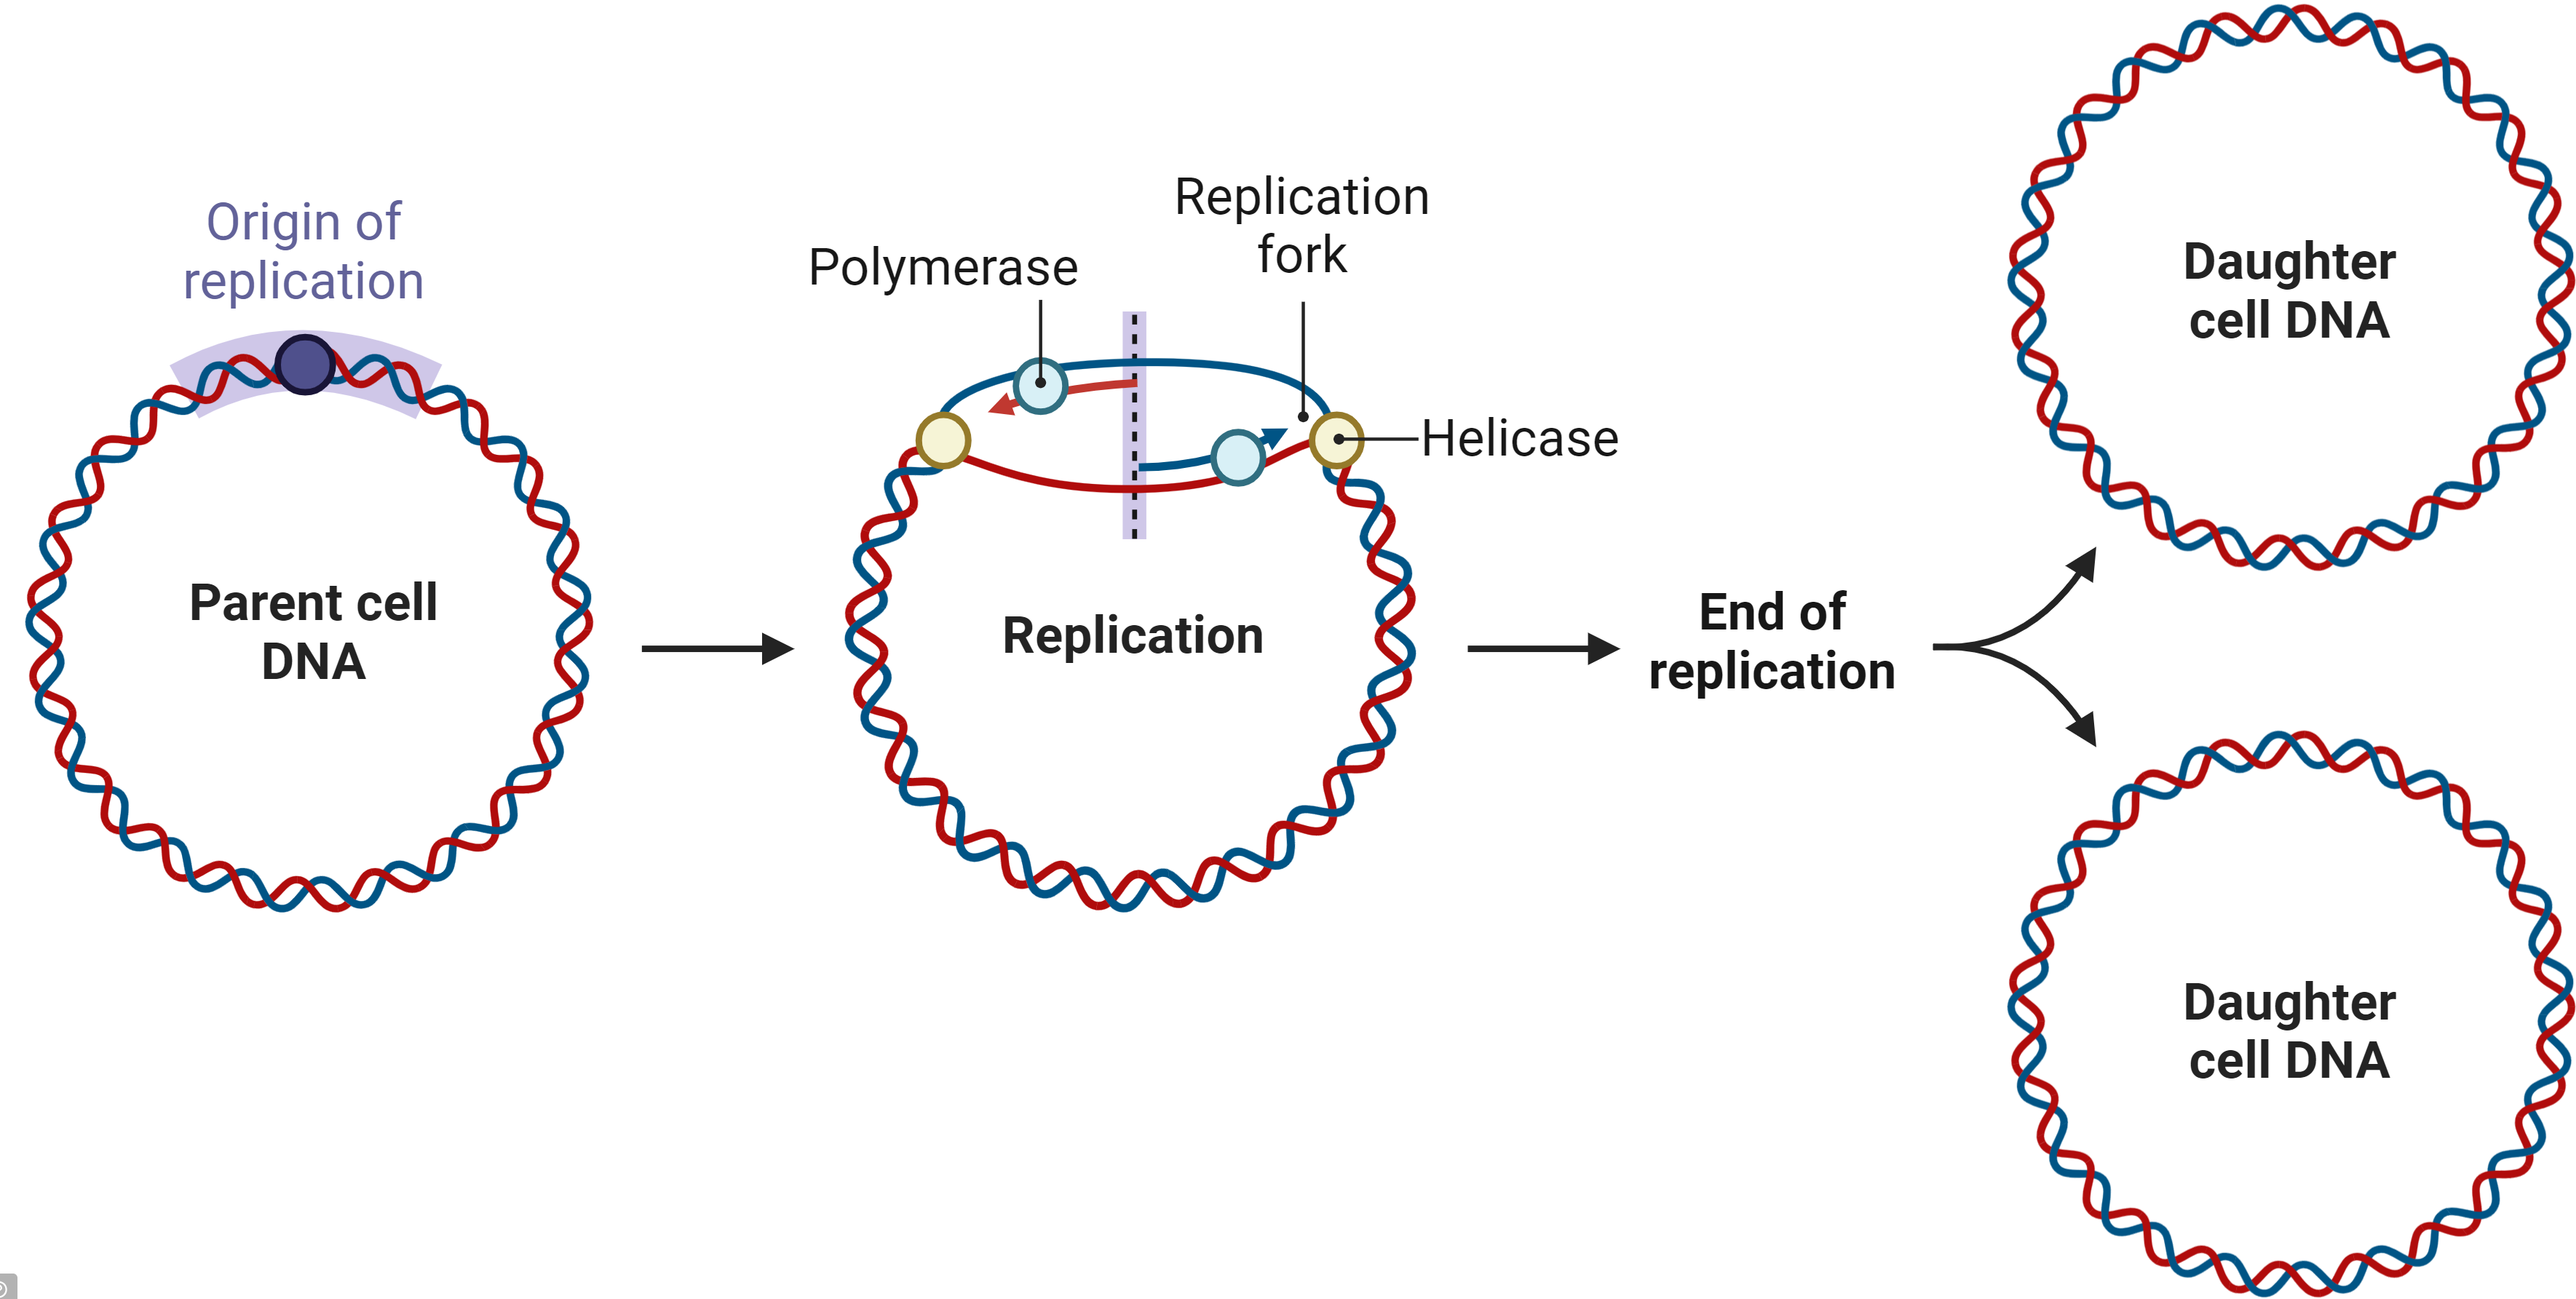 Origin of
replication
Parent cell
DNA
Polymerase
Replication
fork
Helicase
Replication
End of
replication
Daughter
cell DNA
Daughter
cell DNA